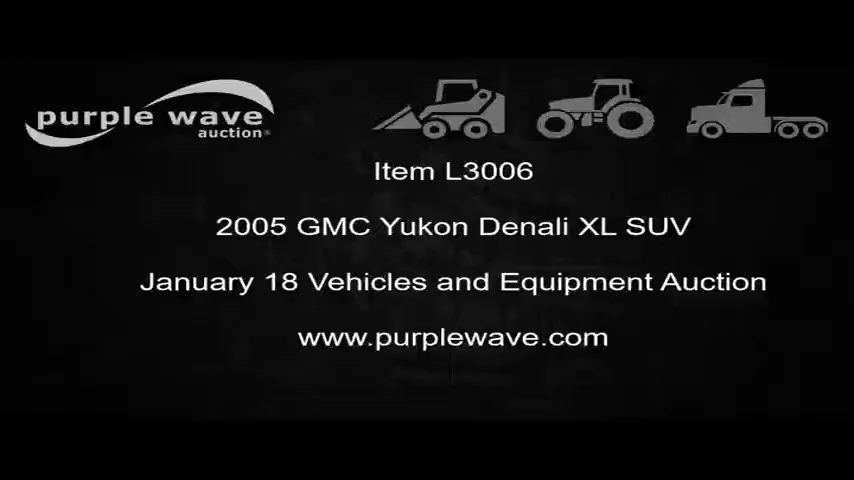 purple wave
auction®
Item L3006
2005 GMC Yukon Denali XL SUV
January 18 Vehicles and Equipment Auction
www.purplewave.com